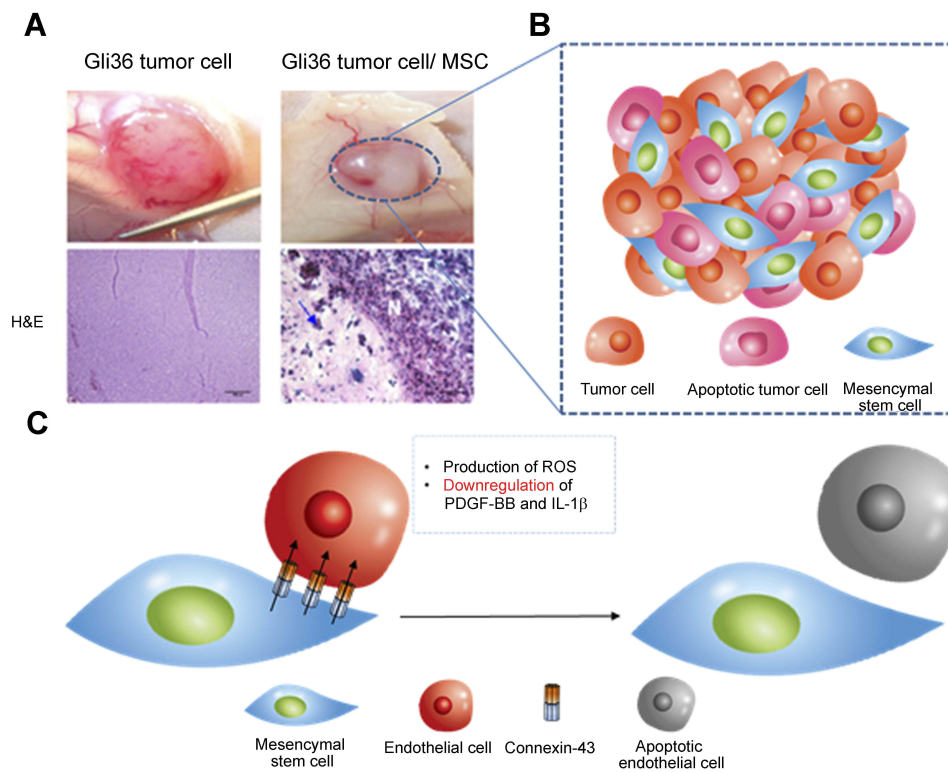 A
Gli36 tumor cell
Gli36 tumor cell/ MSC
H&E
N
B
Tumor cell
Apoptotic tumor cell
Mesencymal
stem cell
C
• Production of ROS
• Downregulation of
PDGF-BB and IL-1β
Mesencymal
stem cell
Endothelial cell
Connexin-43
Apoptotic
endothelial cell